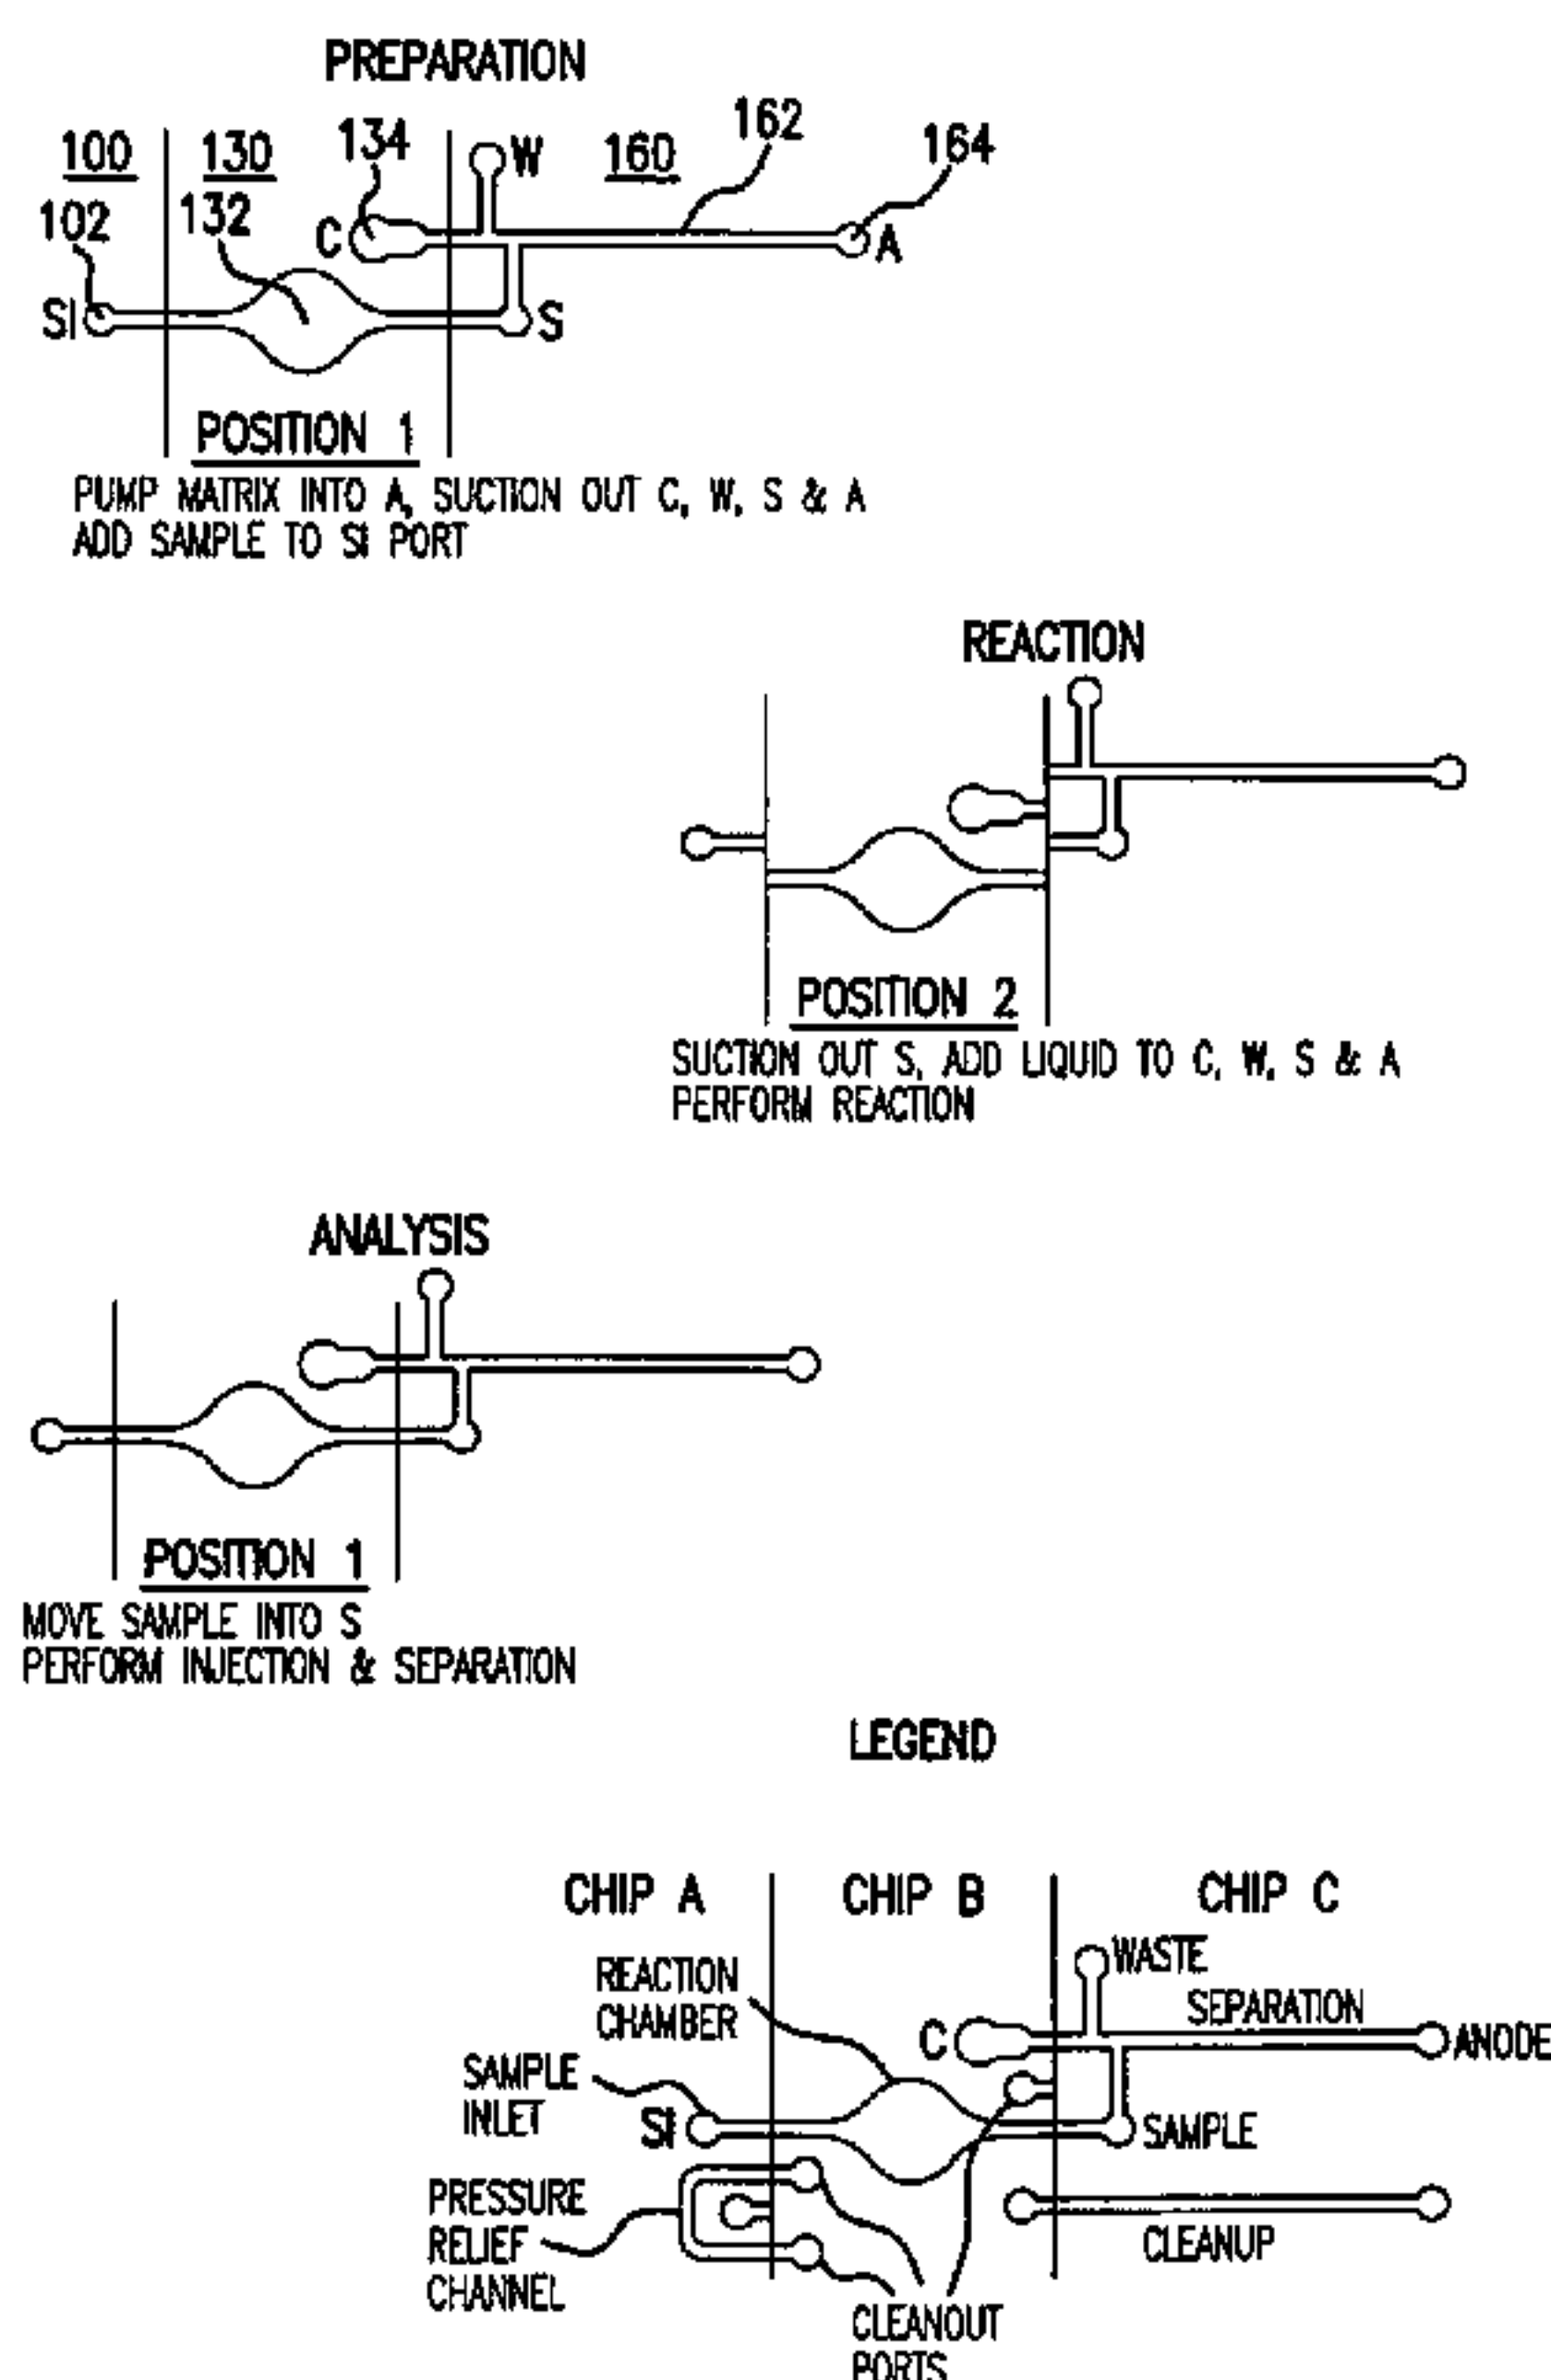 PREPARATION
100 130 134 W 160 162 164
102 132 C A
SI S
POSITION 1
PUMP MATRIX INTO A, SUCTION OUT C, W, S & A
ADD SAMPLE TO SI PORT
REACTION
POSITION 2
SUCTION OUT S, ADD LIQUID TO C, W, S & A
PERFORM REACTION
ANALYSIS
POSITION 1
MOVE SAMPLE INTO S
PERFORM INJECTION & SEPARATION
LEGEND
CHIP A CHIP B CHIP C
REACTION
CHAMBER
WASTE
SEPARATION
C ANODE
SAMPLE
INLET
SI SAMPLE
PRESSURE
RELIEF
CHANNEL
CLEANUP
CLEANOUT
PORTS